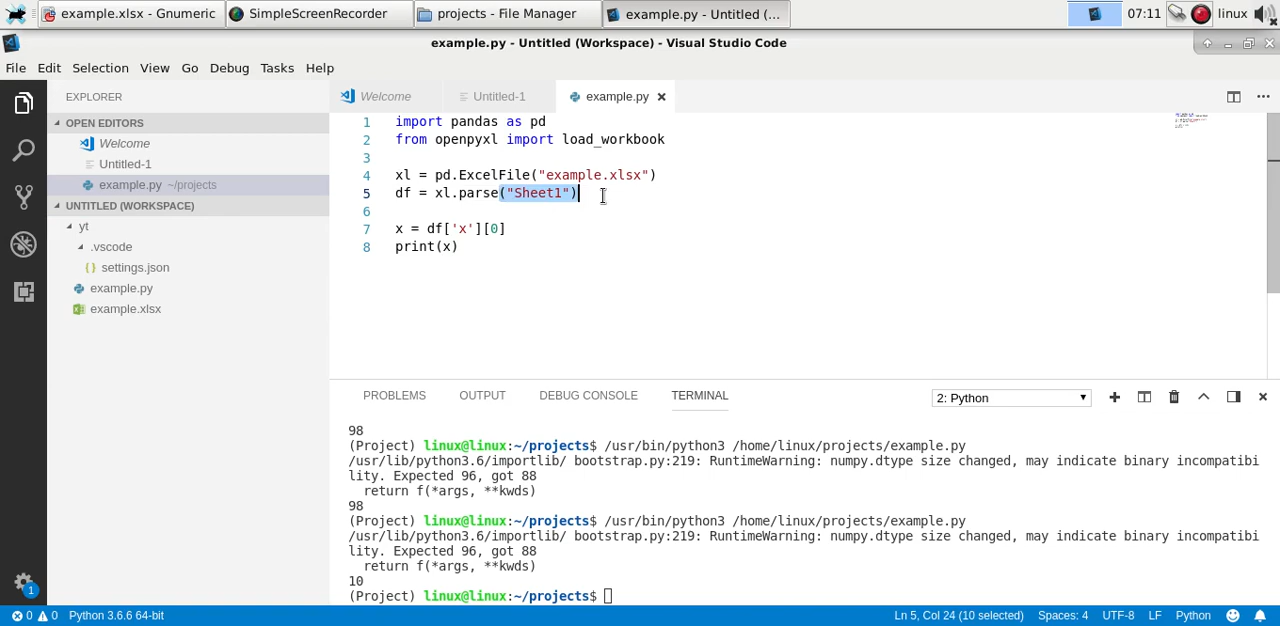 example.xlsx - Gnumeric
SimpleScreenRecorder
projects - File Manager
example.py - Untitled (...
07:11
linux
example.py - Untitled (Workspace) - Visual Studio Code
File Edit Selection View Go Debug Tasks Help
EXPLORER
OPEN EDITORS
Welcome
Untitled-1
example.py ~/projects
UNTITLED (WORKSPACE)
yt
.vscode
{} settings.json
example.py
example.xlsx
1
Welcome
Untitled-1
example.py
1 import pandas as pd
2 from openpyxl import load_workbook
3
4 xl = pd.ExcelFile("example.xlsx")
5 df = xl.parse("Sheet1")
6
7 x = df['x'][0]
8 print(x)
PROBLEMS OUTPUT DEBUG CONSOLE TERMINAL
2: Python
98
(Project) linux@linux:~/projects$ /usr/bin/python3 /home/linux/projects/example.py
/usr/lib/python3.6/importlib/ bootstrap.py:219: RuntimeWarning: numpy.dtype size changed, may indicate binary incompatibi
lity. Expected 96, got 88
return f(*args, **kwds)
98
(Project) linux@linux:~/projects$ /usr/bin/python3 /home/linux/projects/example.py
/usr/lib/python3.6/importlib/ bootstrap.py:219: RuntimeWarning: numpy.dtype size changed, may indicate binary incompatibi
lity. Expected 96, got 88
return f(*args, **kwds)
10
(Project) linux@linux:~/projects$
0 0 Python 3.6.6 64-bit
Ln 5, Col 24 (10 selected) Spaces: 4 UTF-8 LF Python